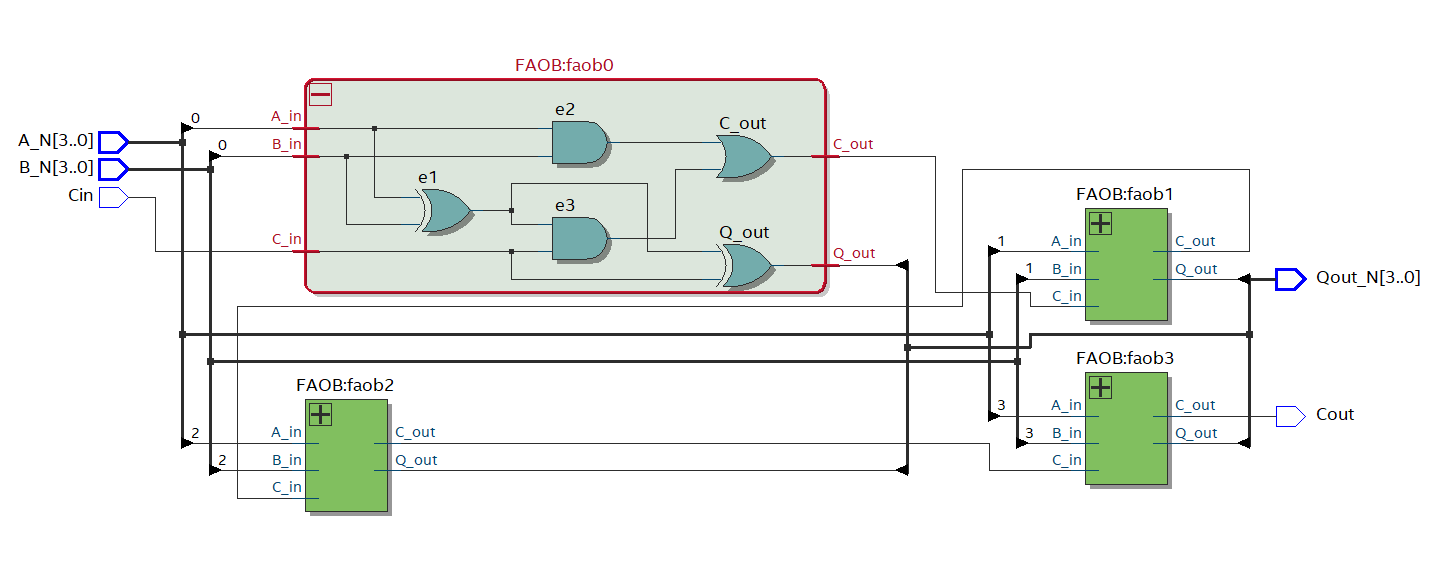 FAOB:faob0
A_N[3..0]
B_N[3..0]
Cin
0
0
A_in
B_in
C_in
e1
e2
e3
C_out
Q_out
C_out
Q_out
FAOB:faob1
1
1
A_in
B_in
C_in
C_out
Q_out
Qout_N[3..0]
FAOB:faob2
2
2
A_in
B_in
C_in
C_out
Q_out
FAOB:faob3
3
3
A_in
B_in
C_in
C_out
Q_out
Cout